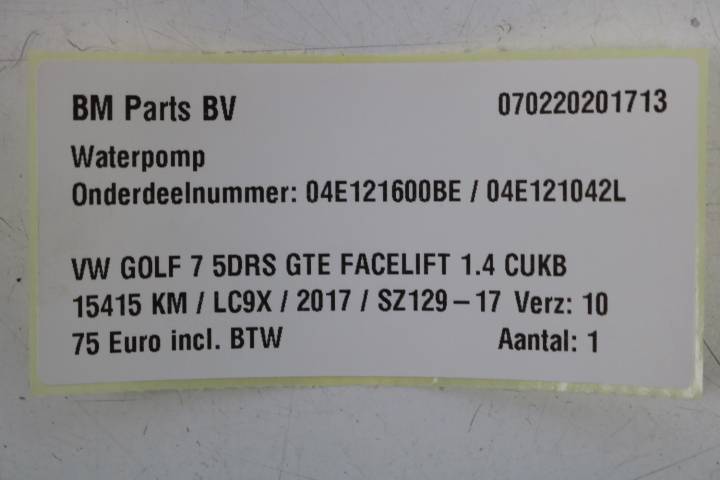 BM Parts BV 070220201713
Waterpomp
Onderdeelnummer: 04E121600BE / 04E121042L
VW GOLF 7 5DRS GTE FACELIFT 1.4 CUKB
15415 KM / LC9X / 2017 / SZ129-17 Verz: 10
75 Euro incl. BTW Aantal: 1